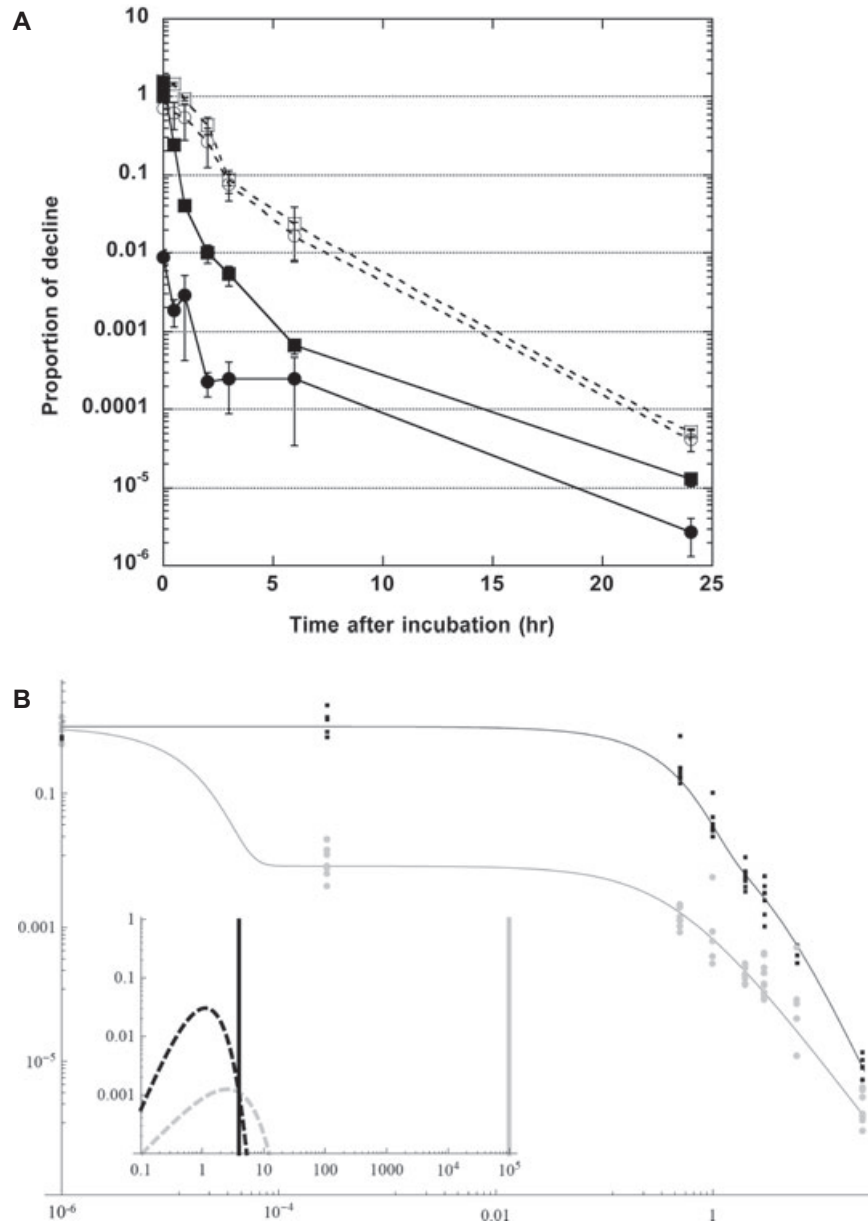 A
10
1
0.1
0.01
0.001
0.0001
10-5
10-6
0 5 10 15 20 25
Proportion of decline
Time after incubation (hr)
B
0.1
0.001
10-5
10-6 10-4 0.01 1
1
0.1
0.01
0.001
0.1 1 10 100 1000 104 105